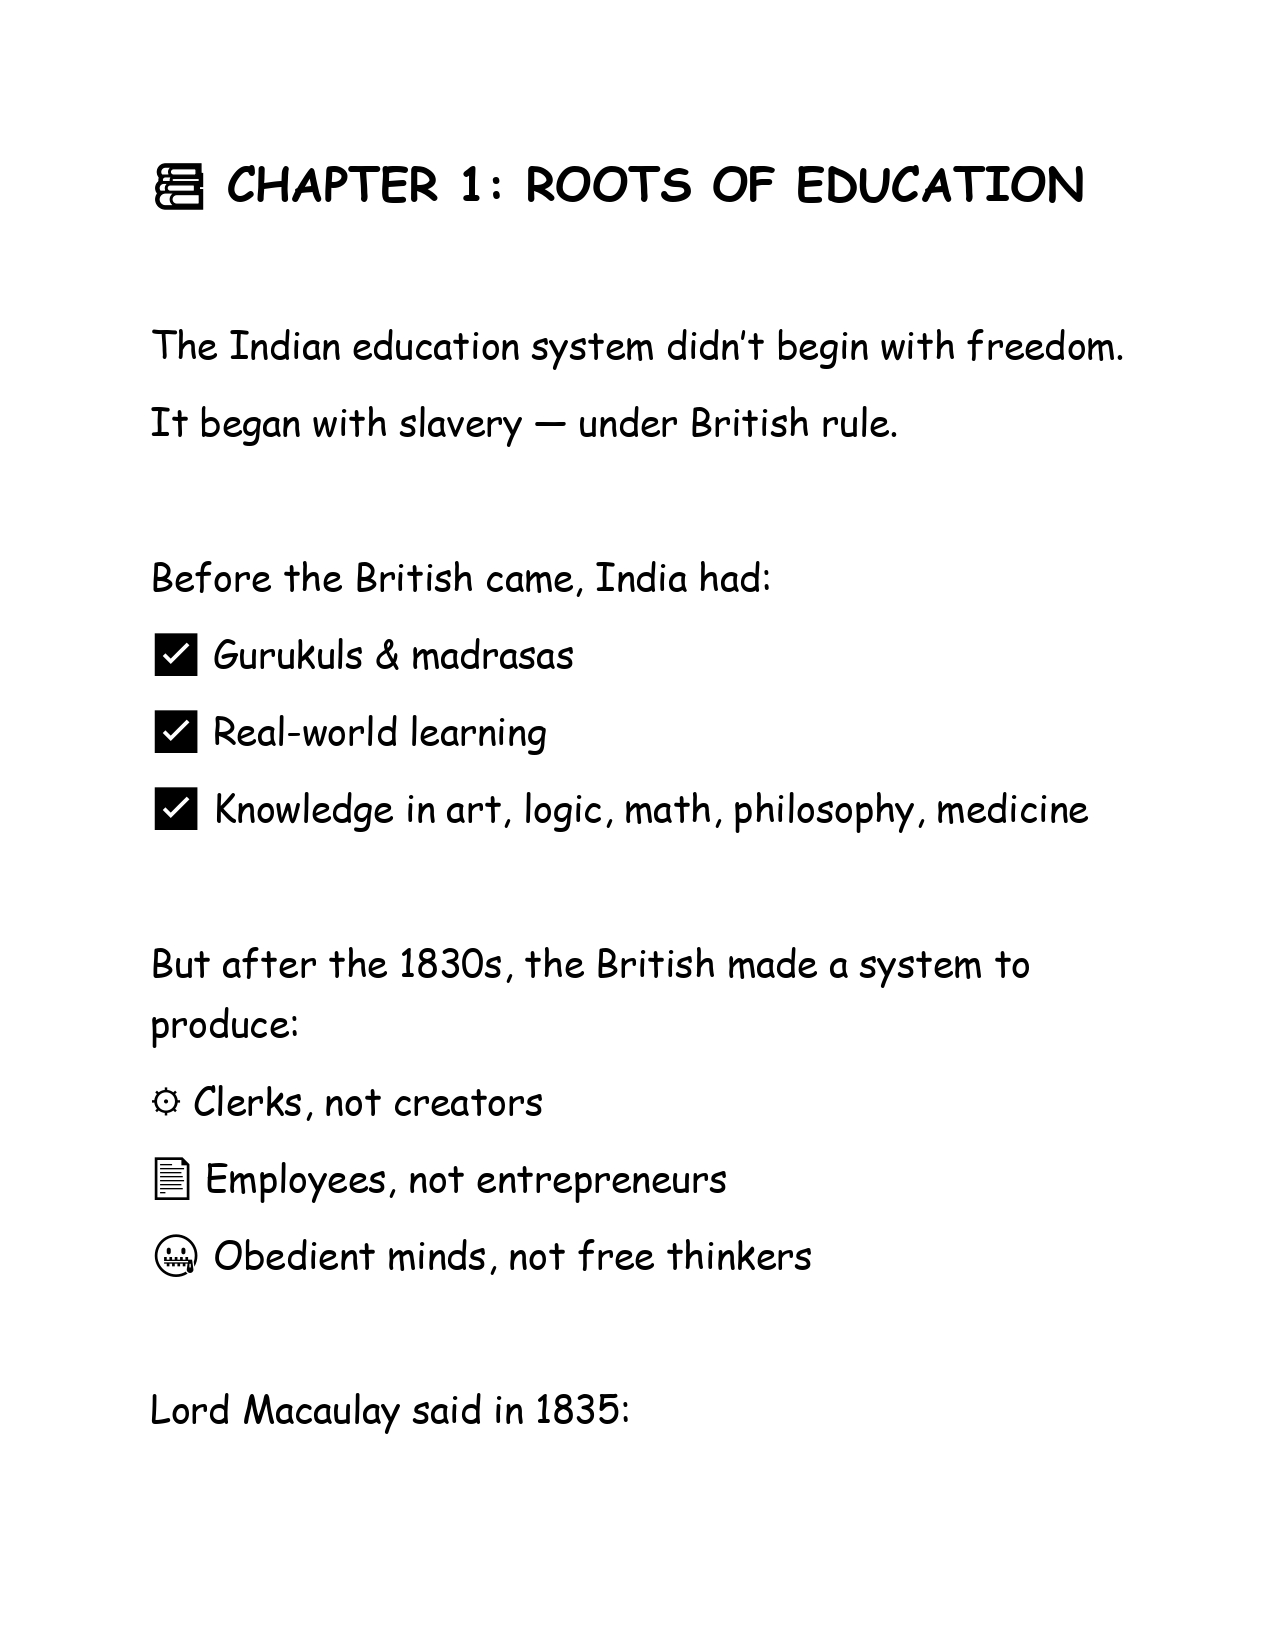 📚 CHAPTER 1: ROOTS OF EDUCATION
The Indian education system didn’t begin with freedom.
It began with slavery — under British rule.
Before the British came, India had:
✅ Gurukuls & madrasas
✅ Real-world learning
✅ Knowledge in art, logic, math, philosophy, medicine
But after the 1830s, the British made a system to
produce:
⚙ Clerks, not creators
📄 Employees, not entrepreneurs
🤐 Obedient minds, not free thinkers
Lord Macaulay said in 1835: